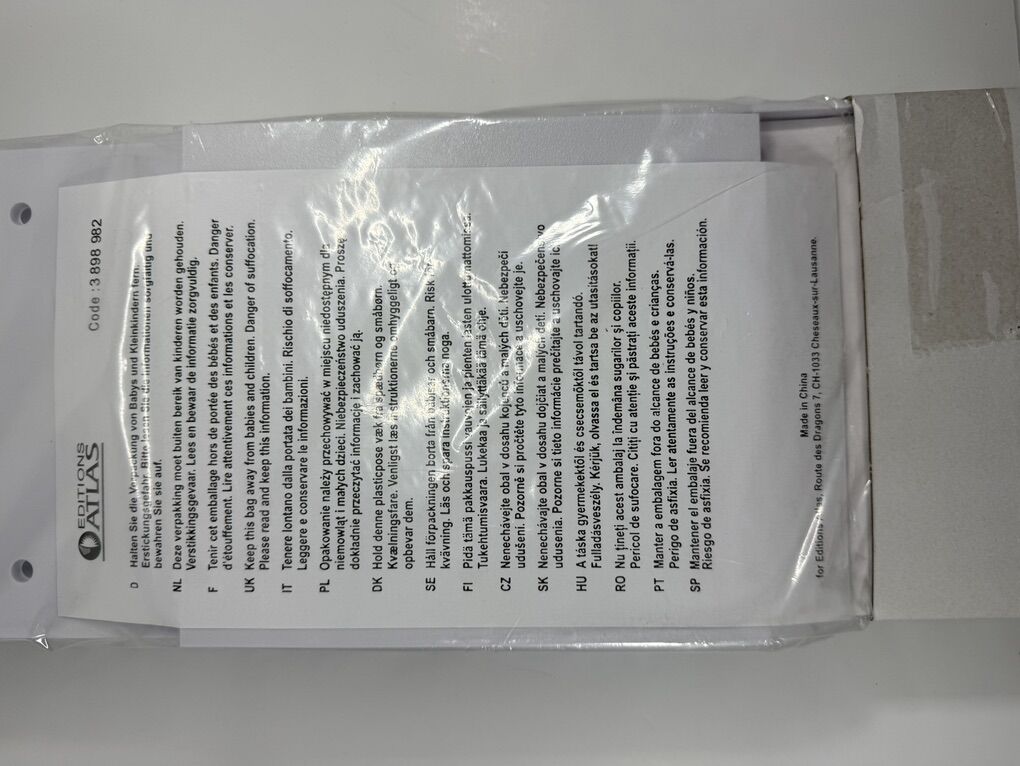 EDITIONS
ATLAS
Code : 3 898 982
D Halten Sie die Verpackung von Babys und Kleinkindern fern.
Erstickungsgefahr. Bitte lesen Sie die Informationen sorgfältig und
bewahren Sie sie auf.
NL Deze verpakking moet buiten bereik van kinderen worden gehouden.
Verstikkingsgevaar. Lees en bewaar de informatie zorgvuldig.
F Tenir cet emballage hors de portée des bébés et des enfants. Danger
d'étouffement. Lire attentivement ces informations et les conserver.
UK Keep this bag away from babies and children. Danger of suffocation.
Please read and keep this information.
IT Tenere lontano dalla portata dei bambini. Rischio di soffocamento.
Leggere e conservare le informazioni.
PL Opakowanie należy przechowywać w miejscu niedostępnym dla
niemowląt i małych dzieci. Niebezpieczeństwo uduszenia. Proszę
dokładnie przeczytać informacje i zachować ją.
DK Hold denne plasticpose væk fra spædbørn og småbørn.
Kvælningsfare. Venligst læs instruktionerne omhyggeligt og
opbevar dem.
SE Håll förpackningen borta från bebisar och småbarn. Risk för
kvävning. Läs och spara instruktionerna noga.
FI Pidä tämä pakkauspussi vauvojen ja pienten lasten ulottumattomissa.
Tukehtumisvaara. Lukekaa ja säilyttäkää tämä ohje.
CZ Nenechávejte obal v dosahu kojenců a malých dětí. Nebezpečí
udušení. Pozorně si pročtěte tyto informace a uschovejte je.
SK Nenechávajte obal v dosahu dojčiat a malých detí. Nebezpečenstvo
udusenia. Pozorne si tieto informácie prečítajte a uschovajte ic.
HU A táska gyermekektől és csecsemőktől távol tartandó.
Fulladásveszély. Kérjük, olvassa el és tartsa be az utasításokat!
RO Nu țineți acest ambalaj la îndemâna sugarilor și copiilor.
Pericol de sufocare. Citiți cu atenție și păstrați aceste informații.
PT Manter a embalagem fora do alcance de bebés e crianças.
Perigo de asfixia. Ler atentamente as instruções e conservá-las.
SP Mantener el embalaje fuera del alcance de bebés y niños.
Riesgo de asfixia. Se recomienda leer y conservar esta información.
Made in China
for Editions Atlas, Route des Dragons 7, CH-1033 Cheseaux-sur-Lausanne.